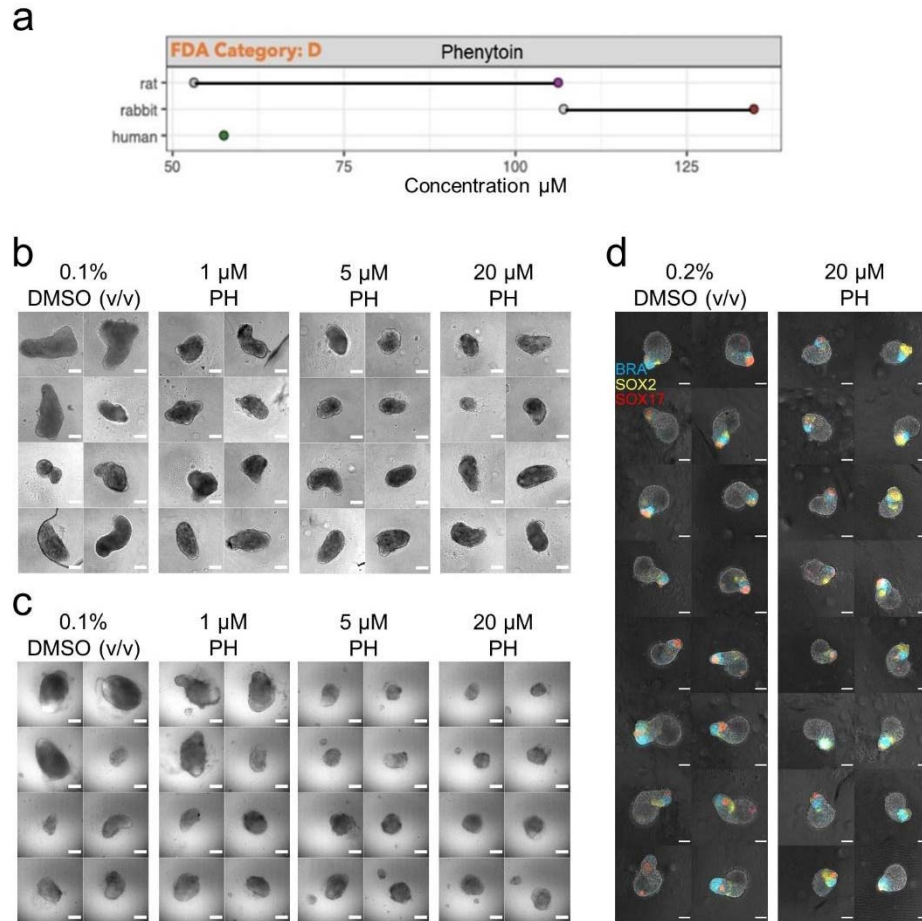 a
FDA Category: D
Phenytoin
rat
rabbit
human
50 75 100 125
Concentration µM
b
0.1%
DMSO (v/v)
1 µM
PH
5 µM
PH
20 µM
PH
c
0.1%
DMSO (v/v)
1 µM
PH
5 µM
PH
20 µM
PH
d
0.2%
DMSO (v/v)
20 µM
PH
BRA
SOX2
SOX17